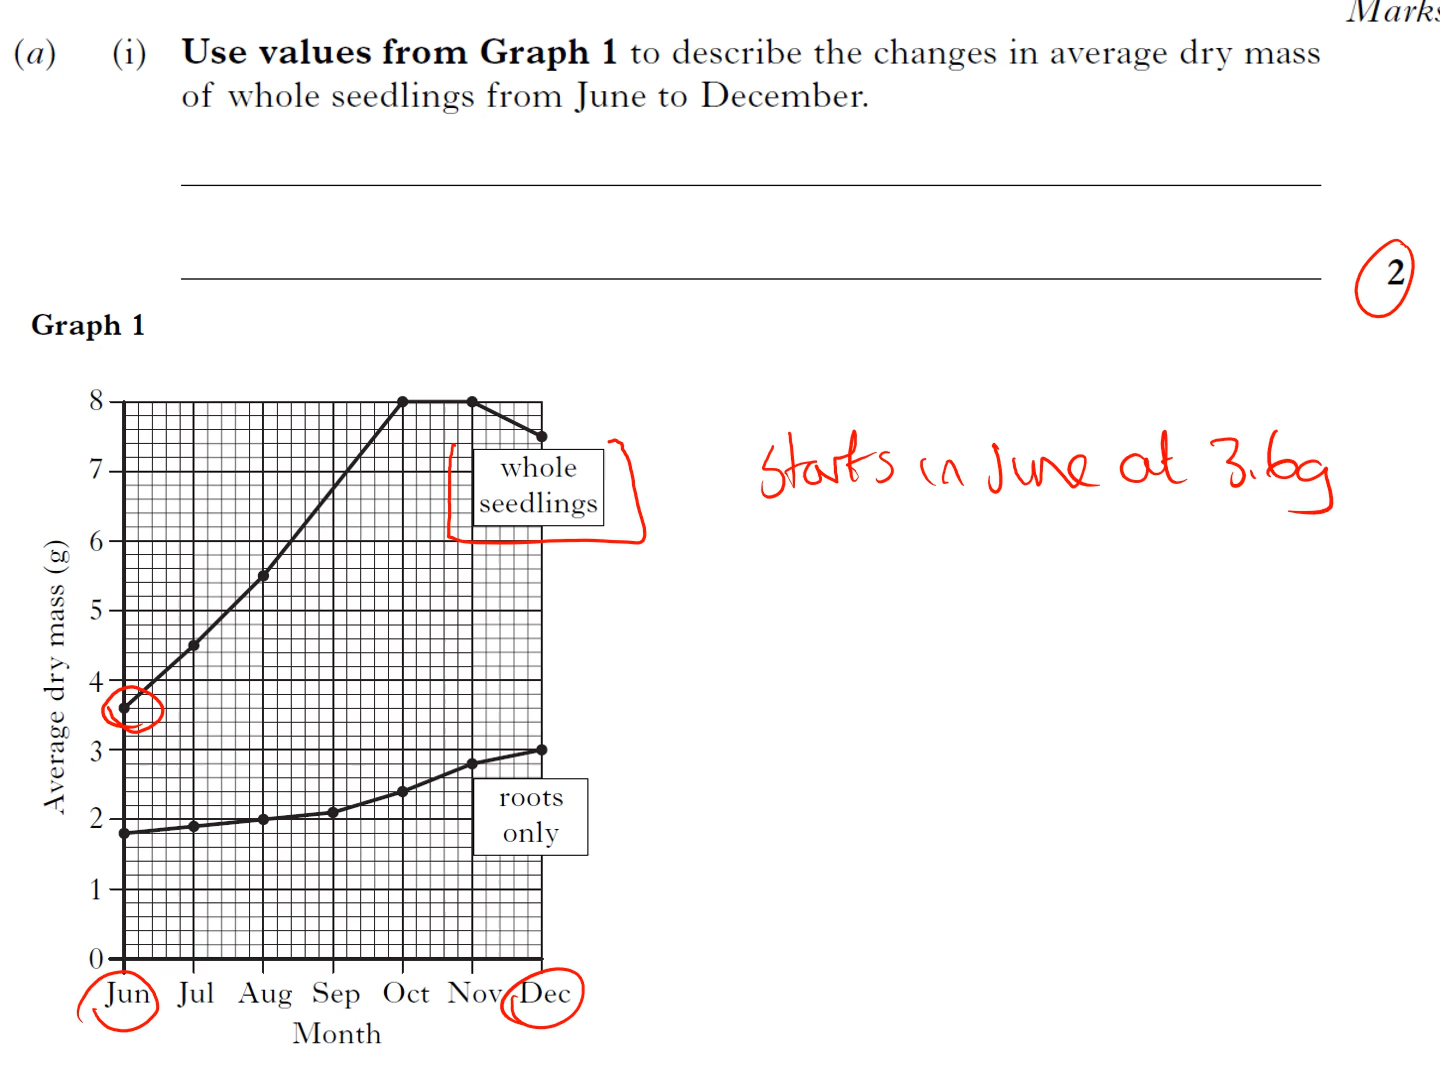 Marks
(a) (i) Use values from Graph 1 to describe the changes in average dry mass
of whole seedlings from June to December.
2
Graph 1
8
7
6
5
4
3
2
1
0
Average dry mass (g)
whole
seedlings
roots
only
Jun Jul Aug Sep Oct Nov Dec
Month
starts in June at 3.6g